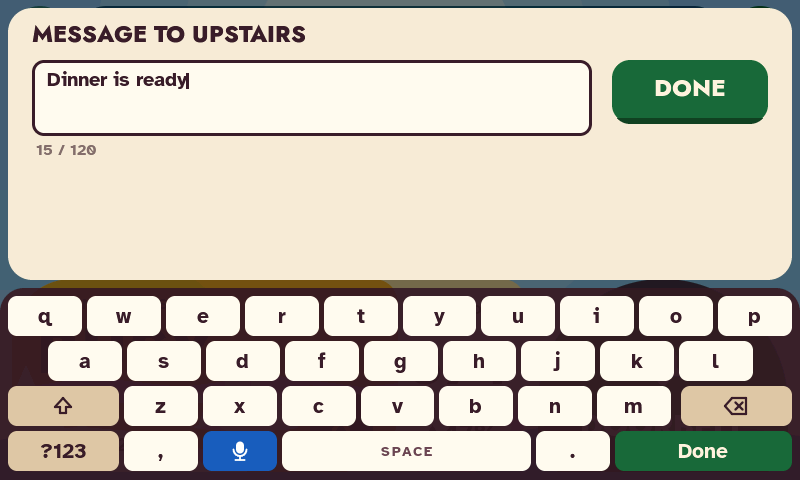 MESSAGE TO UPSTAIRS
Dinner is ready
DONE
15 / 120
q w e r t y u i o p
a s d f g h j k l
z x c v b n m
?123 , SPACE . Done